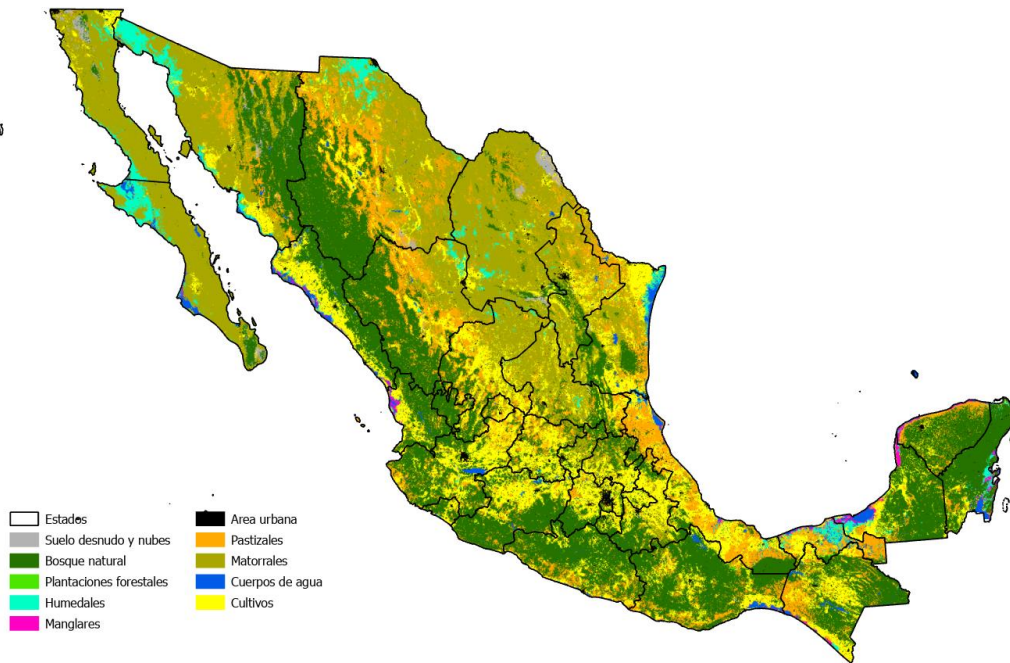 Estados
Suelo desnudo y nubes
Bosque natural
Plantaciones forestales
Humedales
Manglares
Area urbana
Pastizales
Matorrales
Cuerpos de agua
Cultivos